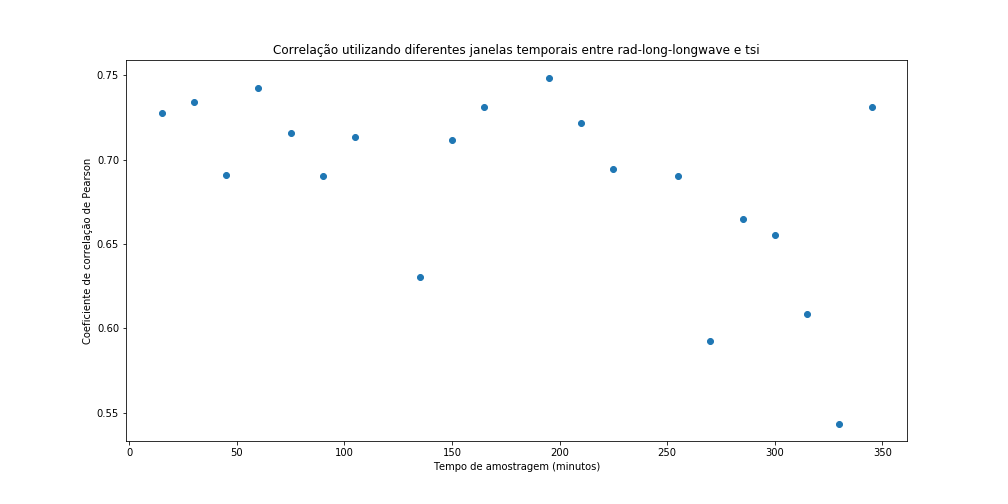 Correlação utilizando diferentes janelas temporais entre rad-long-longwave e tsi
Coeficiente de correlação de Pearson
0.75
0.70
0.65
0.60
0.55
0 50 100 150 200 250 300 350
Tempo de amostragem (minutos)